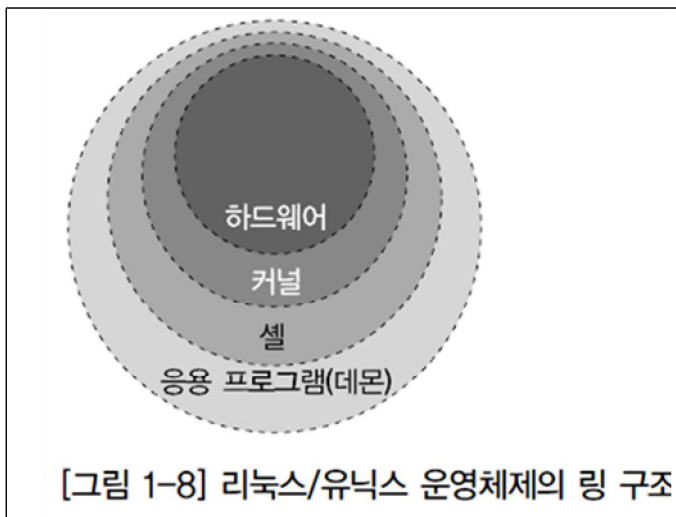 하드웨어
커널
셸
응용 프로그램(데몬)
[그림 1-8] 리눅스/유닉스 운영체제의 링 구조